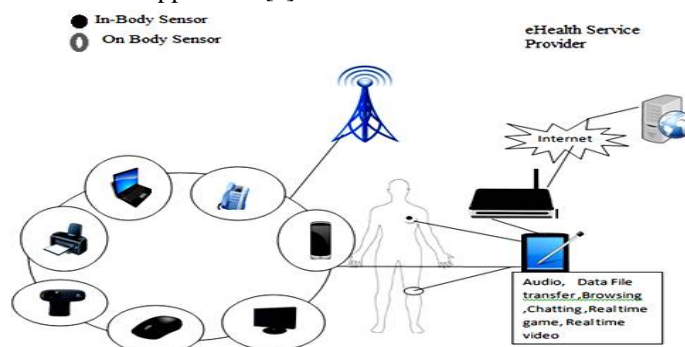 In-Body Sensor
On Body Sensor
eHealth Service
Provider
Internet
Audio, Data File
transfer,Browsing
,Chatting,Real time
game, Real time
video